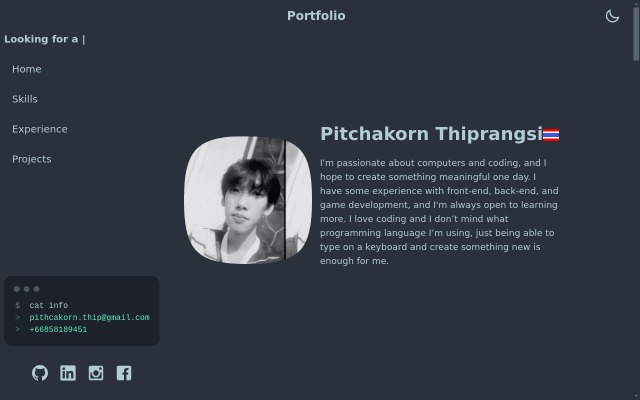 Portfolio
Looking for a |
Home
Skills
Experience
Projects
Pitchakorn Thiprangsi
I'm passionate about computers and coding, and I
hope to create something meaningful one day. I
have some experience with front-end, back-end, and
game development, and I'm always open to learning
more. I love coding and I don't mind what
programming language I'm using, just being able to
type on a keyboard and create something new is
enough for me.
$ cat info
> pithcakorn.thip@gmail.com
> +66858189451